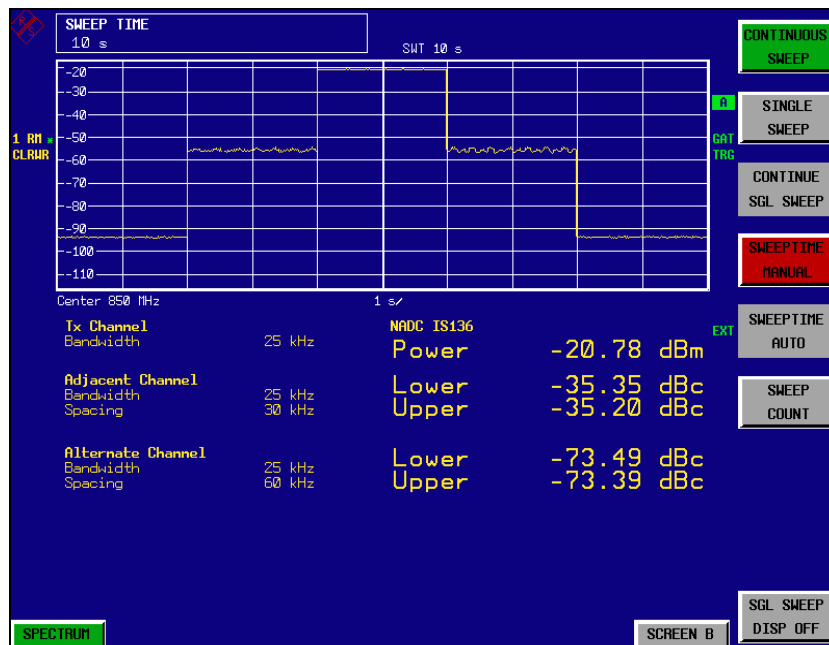 SWEEP TIME
10 s
SWT 10 s
-20
-30
-40
-50
-60
-70
-80
-90
-100
-110
1 RM *
CLRWR
A
GAT
TRG
Center 850 MHz
1 s/
Tx Channel
Bandwidth 25 kHz
NADC IS136
Power -20.78 dBm
EXT
Adjacent Channel
Bandwidth 25 kHz
Spacing 30 kHz
Lower -35.35 dBc
Upper -35.20 dBc
Alternate Channel
Bandwidth 25 kHz
Spacing 60 kHz
Lower -73.49 dBc
Upper -73.39 dBc
CONTINUOUS
SWEEP
SINGLE
SWEEP
CONTINUE
SGL SWEEP
SWEEPTIME
MANUAL
SWEEPTIME
AUTO
SWEEP
COUNT
SGL SWEEP
DISP OFF
SPECTRUM
SCREEN B